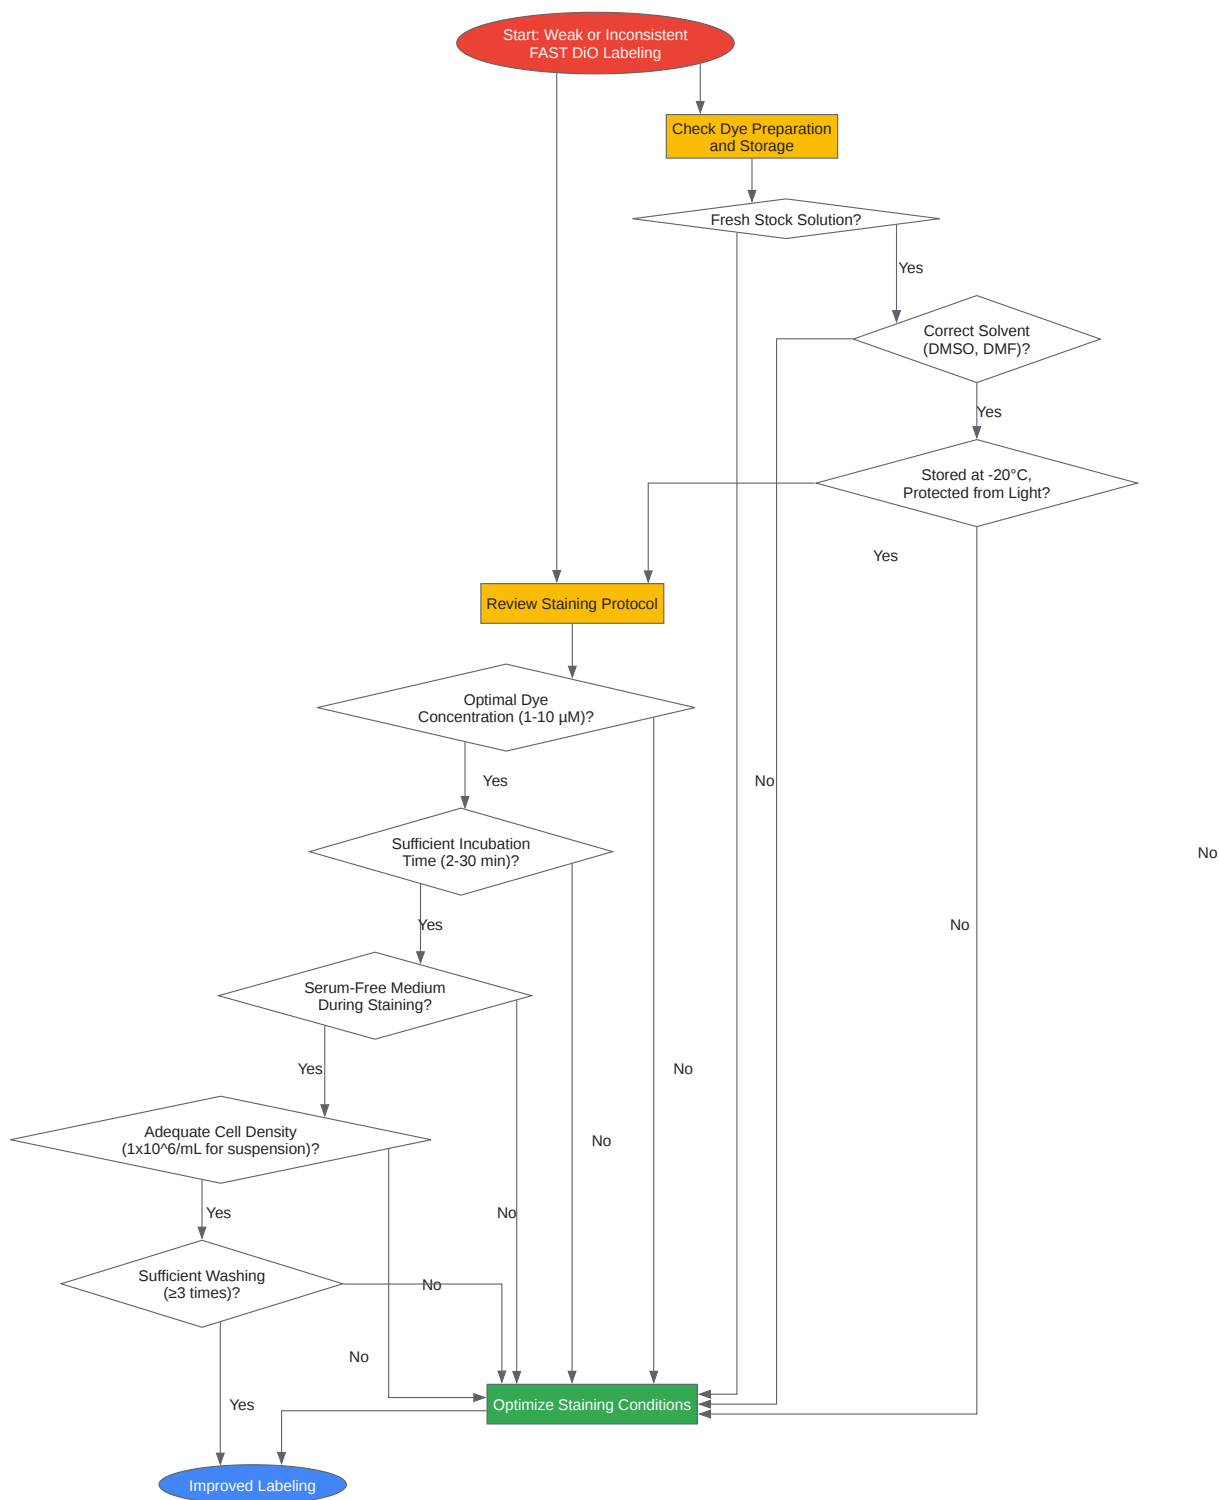 Start: Weak or Inconsistent
FAST DiO Labeling
Check Dye Preparation
and Storage
Fresh Stock Solution?
Yes
Correct Solvent
(DMSO, DMF)?
Yes
Stored at -20°C,
Protected from Light?
Yes
Review Staining Protocol
Optimal Dye
Concentration (1-10 µM)?
Yes
No
Sufficient Incubation
Time (2-30 min)?
No
Yes
No
Serum-Free Medium
During Staining?
Yes
No
Adequate Cell Density
(1x10^6/mL for suspension)?
No
Yes
No
Sufficient Washing
(≥3 times)?
No
No
Yes
Optimize Staining Conditions
Improved Labeling